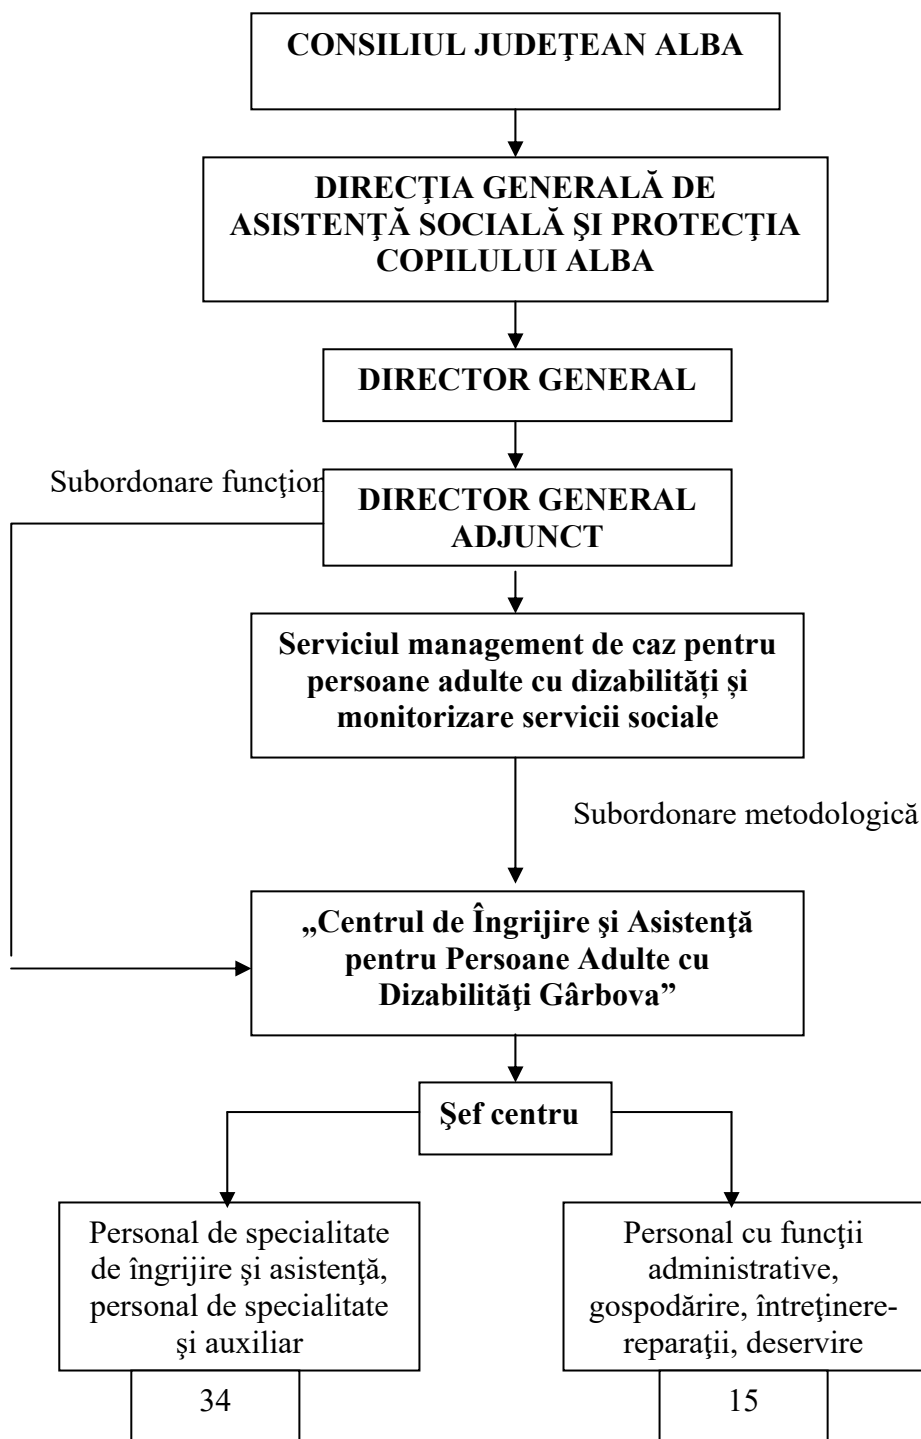 CONSILIUL JUDEŢEAN ALBA
DIRECŢIA GENERALĂ DE
ASISTENŢĂ SOCIALĂ ŞI PROTECŢIA
COPILULUI ALBA
DIRECTOR GENERAL
Subordonare funcţion
DIRECTOR GENERAL
ADJUNCT
Serviciul management de caz pentru
persoane adulte cu dizabilități și
monitorizare servicii sociale
Subordonare metodologică
„Centrul de Îngrijire şi Asistenţă
pentru Persoane Adulte cu
Dizabilităţi Gârbova”
Şef centru
Personal de specialitate
de îngrijire şi asistenţă,
personal de specialitate
şi auxiliar
34
Personal cu funcţii
administrative,
gospodărire, întreţinere-
reparaţii, deservire
15